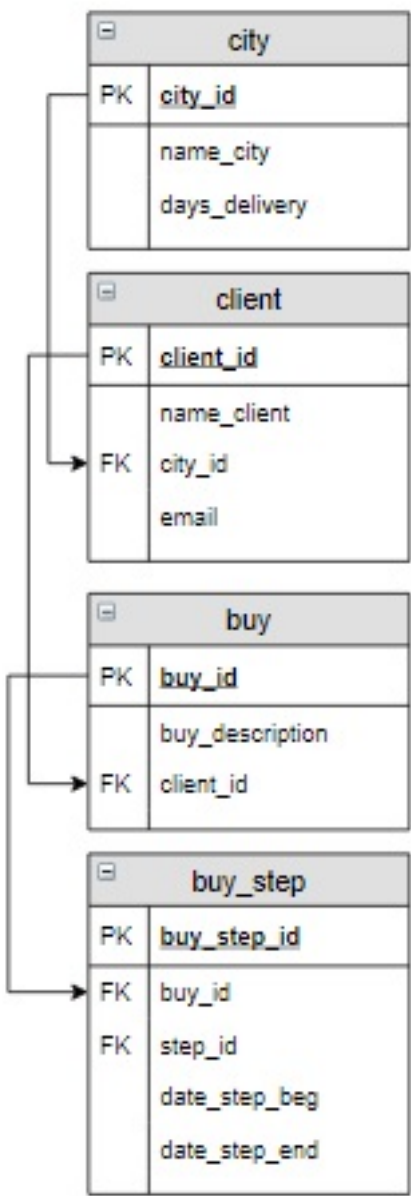 city
PK city_id
name_city
days_delivery
client
PK client_id
name_client
FK city_id
email
buy
PK buy_id
buy_description
FK client_id
buy_step
PK buy_step_id
FK buy_id
FK step_id
date_step_beg
date_step_end